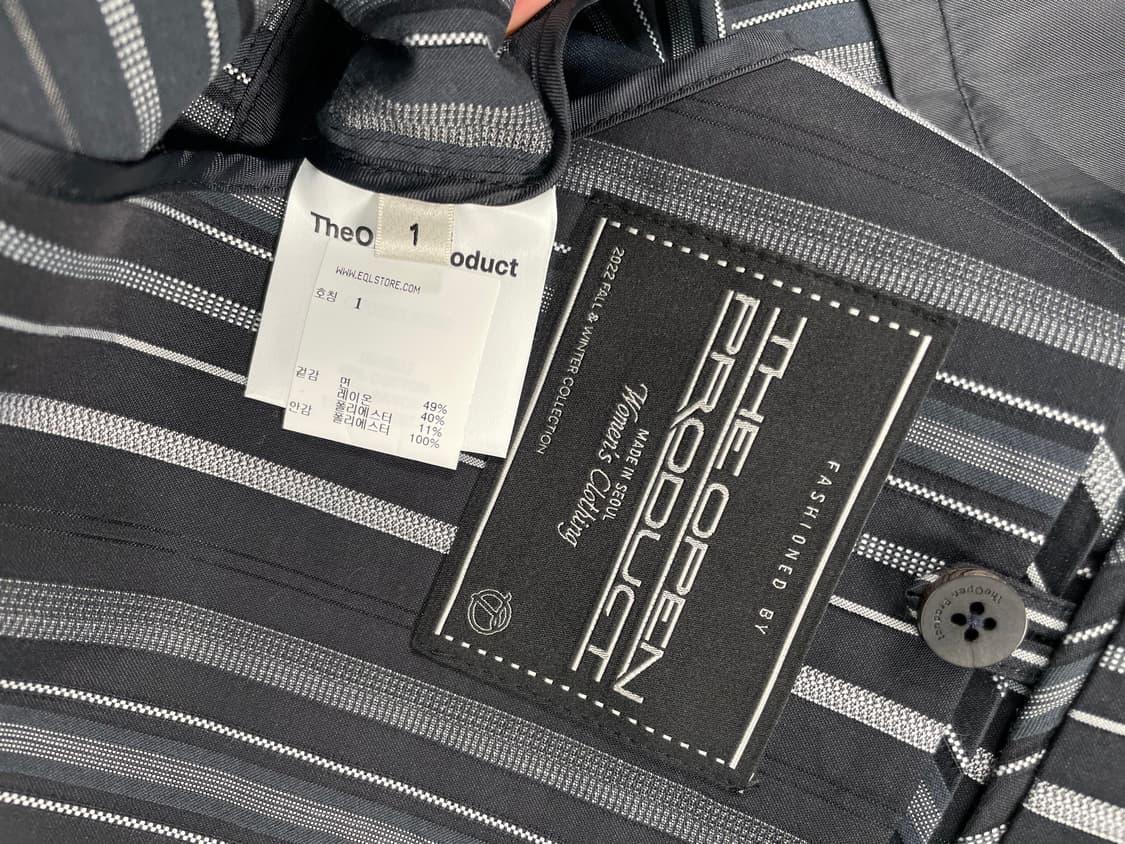 TheO
oduct
1
WWW.EQLSTORE.COM
호칭 1
겉감 면 49%
레이온 40%
폴리에스터 11%
안감 폴리에스터 100%
FASHIONED BY
THE OPEN
PRODUCT
MADE IN SEOUL
Women's Clothing
2022 FALL & WINTER COLLECTION
TheOpen Product